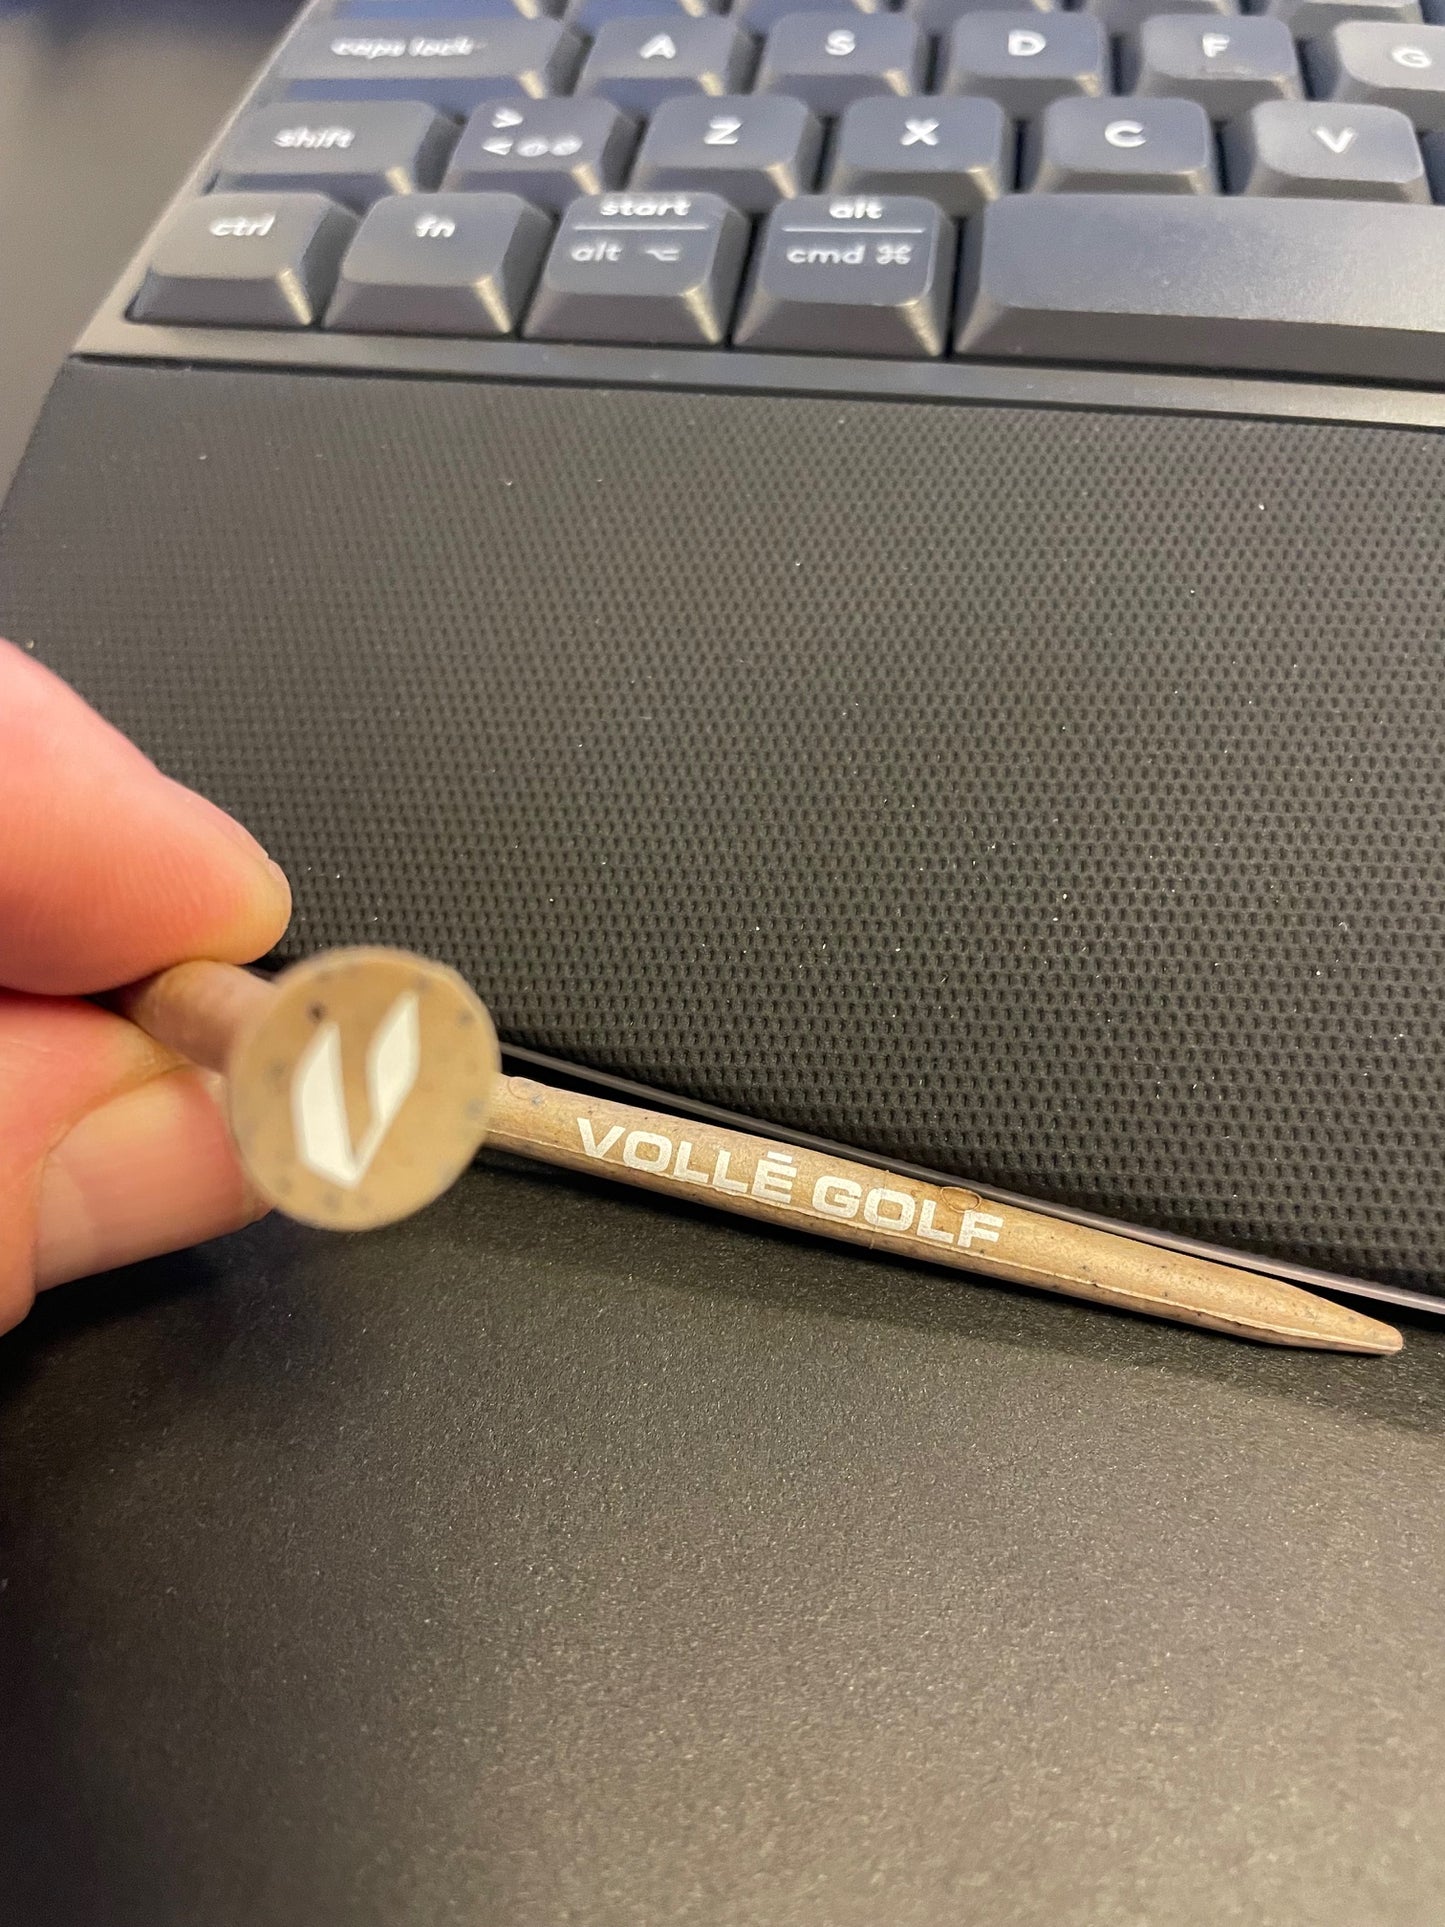 caps lock A S D F G
shift > < Z X C V
ctrl fn start alt ⌥ alt cmd ⌘
VOLLĒ GOLF